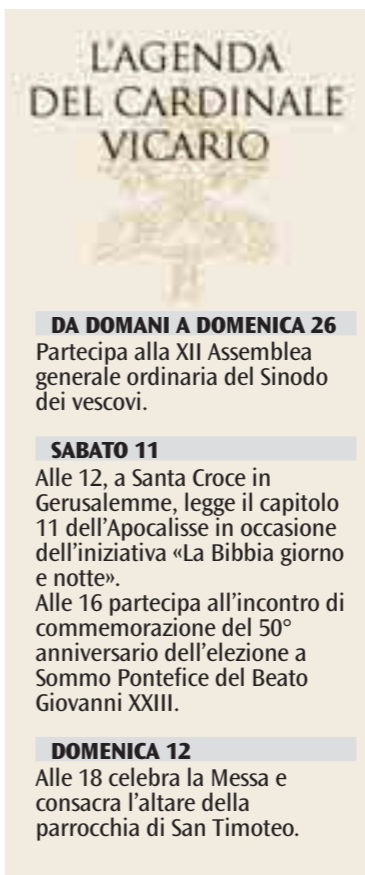 L'AGENDA
DEL CARDINALE
VICARIO
DA DOMANI A DOMENICA 26
Partecipa alla XII Assemblea
generale ordinaria del Sinodo
dei vescovi.
SABATO 11
Alle 12, a Santa Croce in
Gerusalemme, legge il capitolo
11 dell'Apocalisse in occasione
dell'iniziativa «La Bibbia giorno
e notte».
Alle 16 partecipa all'incontro di
commemorazione del 50°
anniversario dell'elezione a
Sommo Pontefice del Beato
Giovanni XXIII.
DOMENICA 12
Alle 18 celebra la Messa e
consacra l'altare della
parrocchia di San Timoteo.